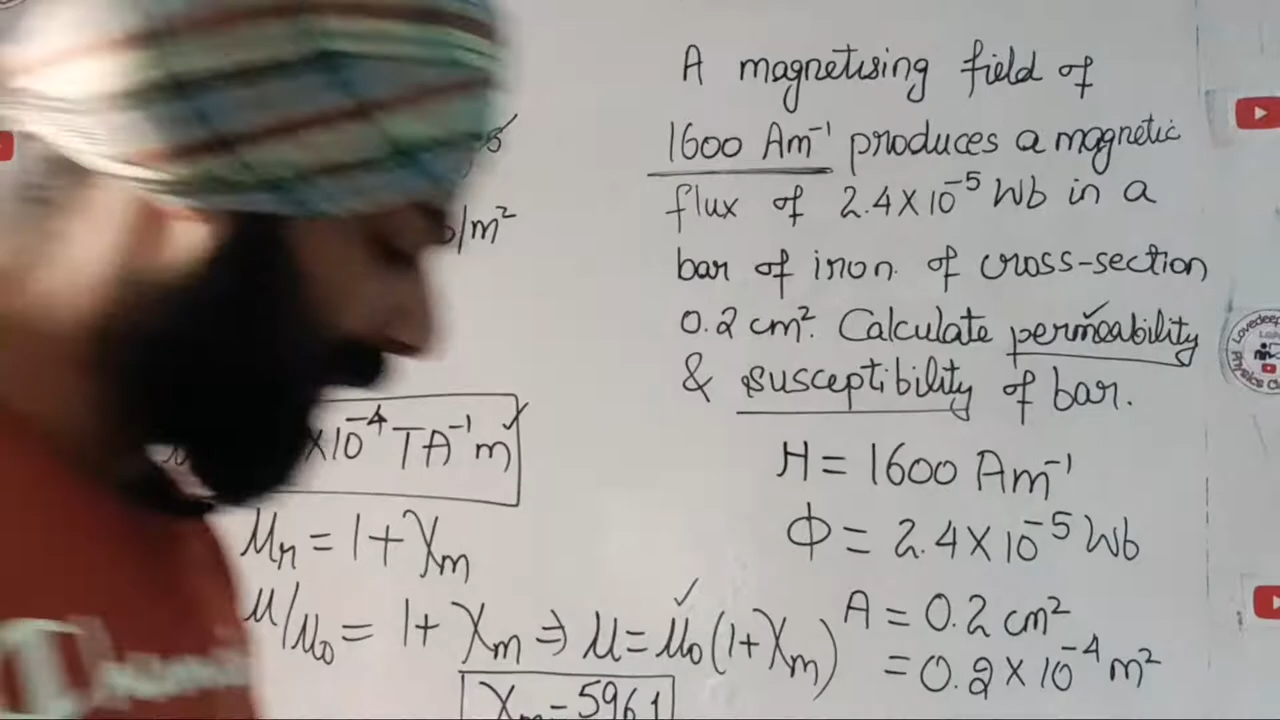 A magnetising field of
1600 Am⁻¹ produces a magnetic
flux of 2.4×10⁻⁵ Wb in a
bar of iron. of cross-section
0.2 cm². Calculate permeability
& susceptibility of bar.
H = 1600 Am⁻¹
Φ = 2.4×10⁻⁵ Wb
A = 0.2 cm²
= 0.2×10⁻⁴ m²
/m²
×10⁻⁴ TA⁻¹m
μr = 1+χm
μ/μ₀ = 1+χm ⇒ μ = μ₀(1+χm)
χm = 5961